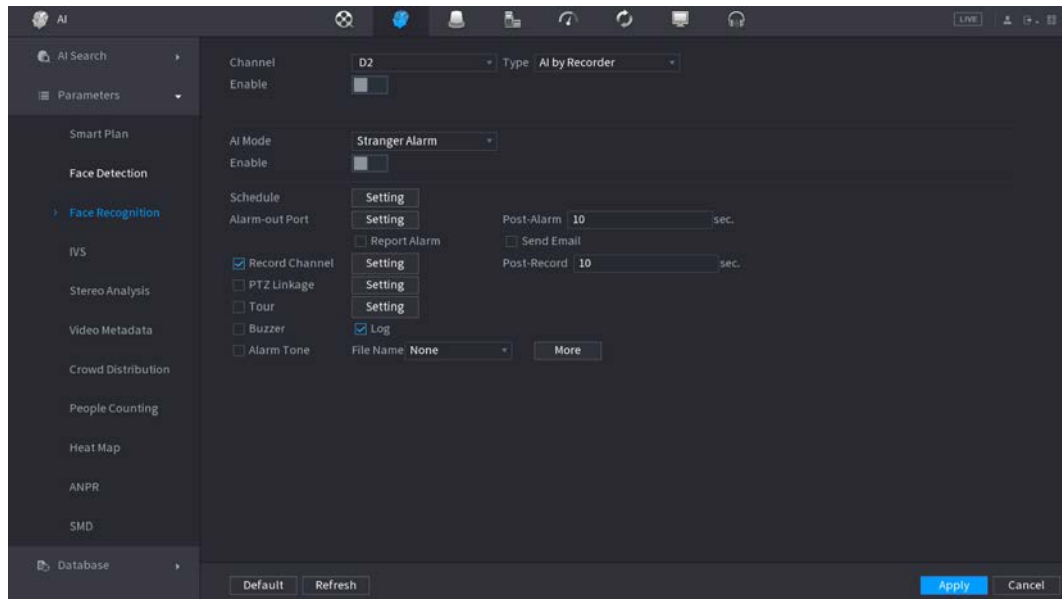 AI
LIVE
AI Search
Parameters
Smart Plan
Face Detection
Face Recognition
IVS
Stereo Analysis
Video Metadata
Crowd Distribution
People Counting
Heat Map
ANPR
SMD
Database
Channel D2 Type AI by Recorder
Enable
AI Mode Stranger Alarm
Enable
Schedule Setting
Alarm-out Port Setting Post-Alarm 10 sec.
Report Alarm Send Email
Record Channel Setting Post-Record 10 sec.
PTZ Linkage Setting
Tour Setting
Buzzer Log
Alarm Tone File Name None More
Default Refresh Apply Cancel